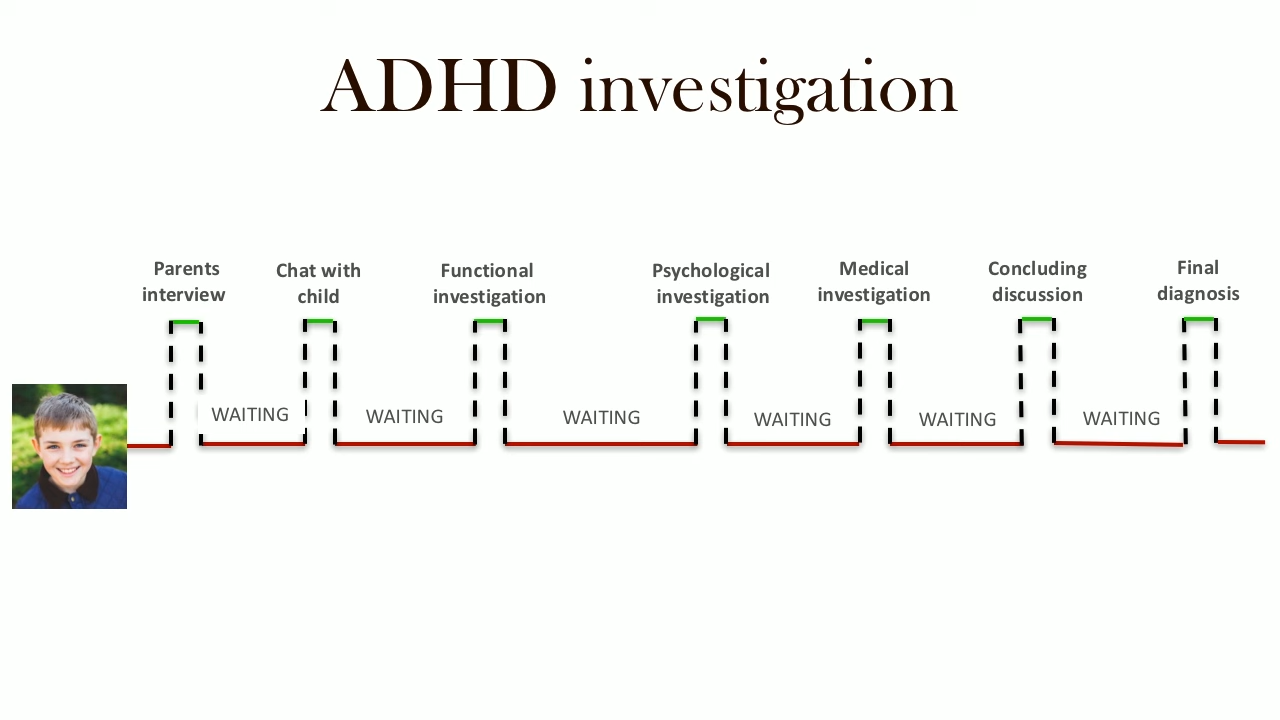 ADHD investigation
Parents
interview
Chat with
child
Functional
investigation
Psychological
investigation
Medical
investigation
Concluding
discussion
Final
diagnosis
WAITING
WAITING
WAITING
WAITING
WAITING
WAITING